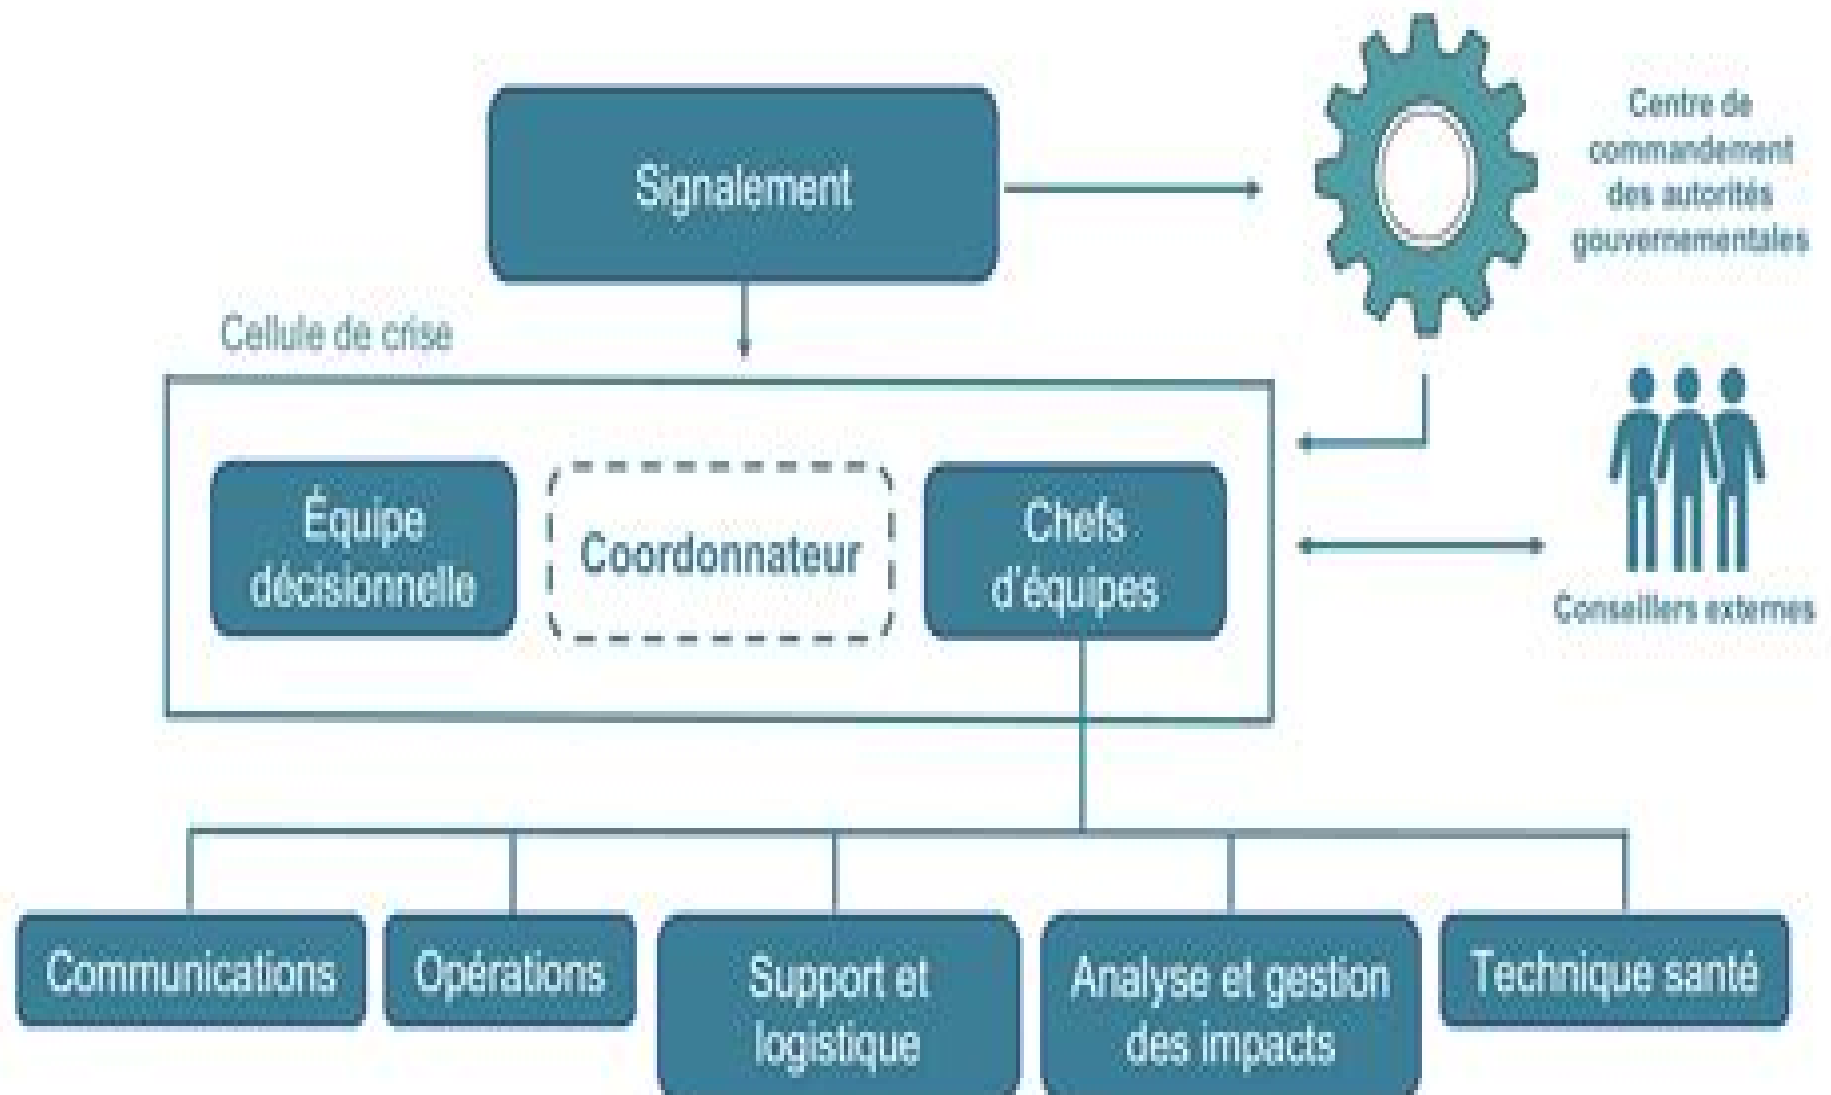 Signalement
Centre de
commandement
des autorités
gouvernementales
Cellule de crise
Équipe
décisionnelle
Coordonnateur
Chefs
d'équipes
Conseillers externes
Communications
Opérations
Support et
logistique
Analyse et gestion
des impacts
Technique santé